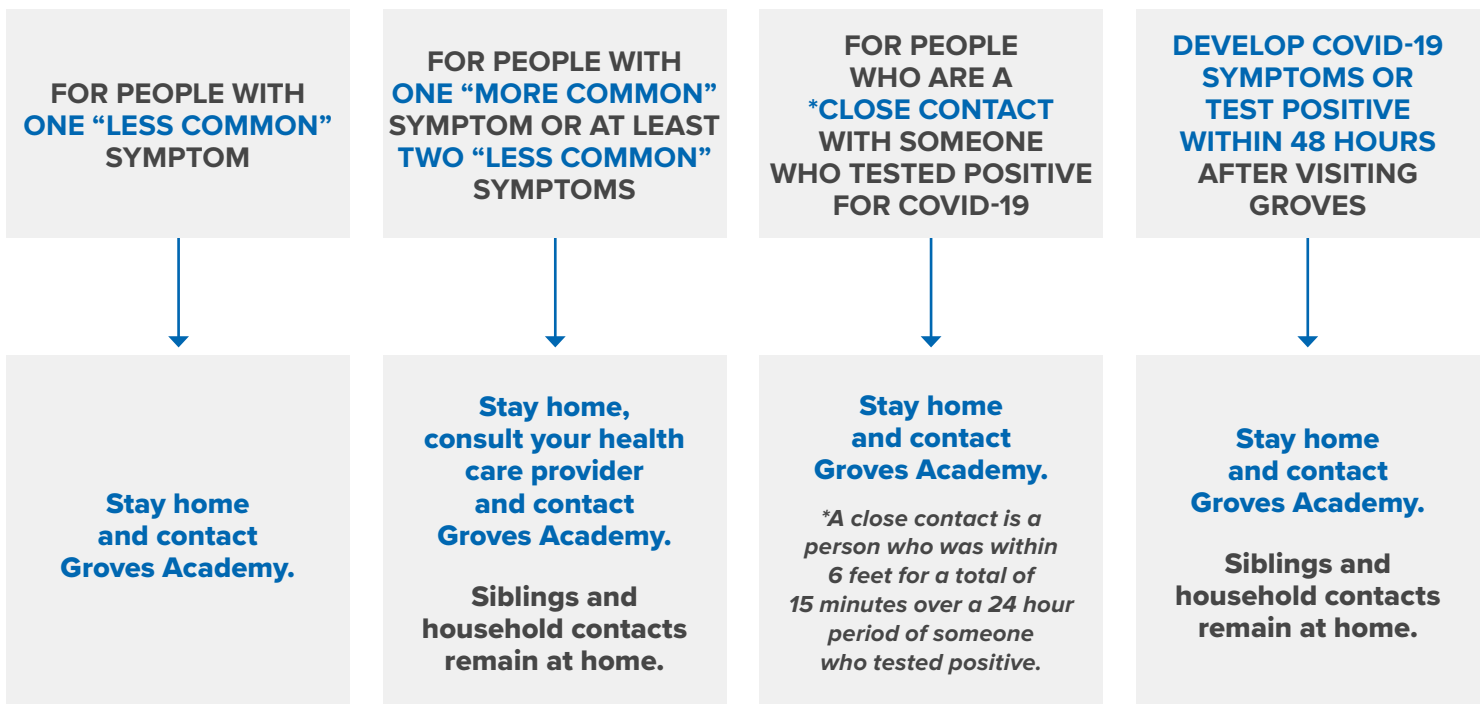 FOR PEOPLE WITH
ONE “LESS COMMON”
SYMPTOM
FOR PEOPLE WITH
ONE “MORE COMMON”
SYMPTOM OR AT LEAST
TWO “LESS COMMON”
SYMPTOMS
FOR PEOPLE
WHO ARE A
*CLOSE CONTACT
WITH SOMEONE
WHO TESTED POSITIVE
FOR COVID-19
DEVELOP COVID-19
SYMPTOMS OR
TEST POSITIVE
WITHIN 48 HOURS
AFTER VISITING
GROVES
Stay home
and contact
Groves Academy.
Stay home,
consult your health
care provider
and contact
Groves Academy.
Siblings and
household contacts
remain at home.
Stay home
and contact
Groves Academy.
*A close contact is a
person who was within
6 feet for a total of
15 minutes over a 24 hour
period of someone
who tested positive.
Stay home
and contact
Groves Academy.
Siblings and
household contacts
remain at home.